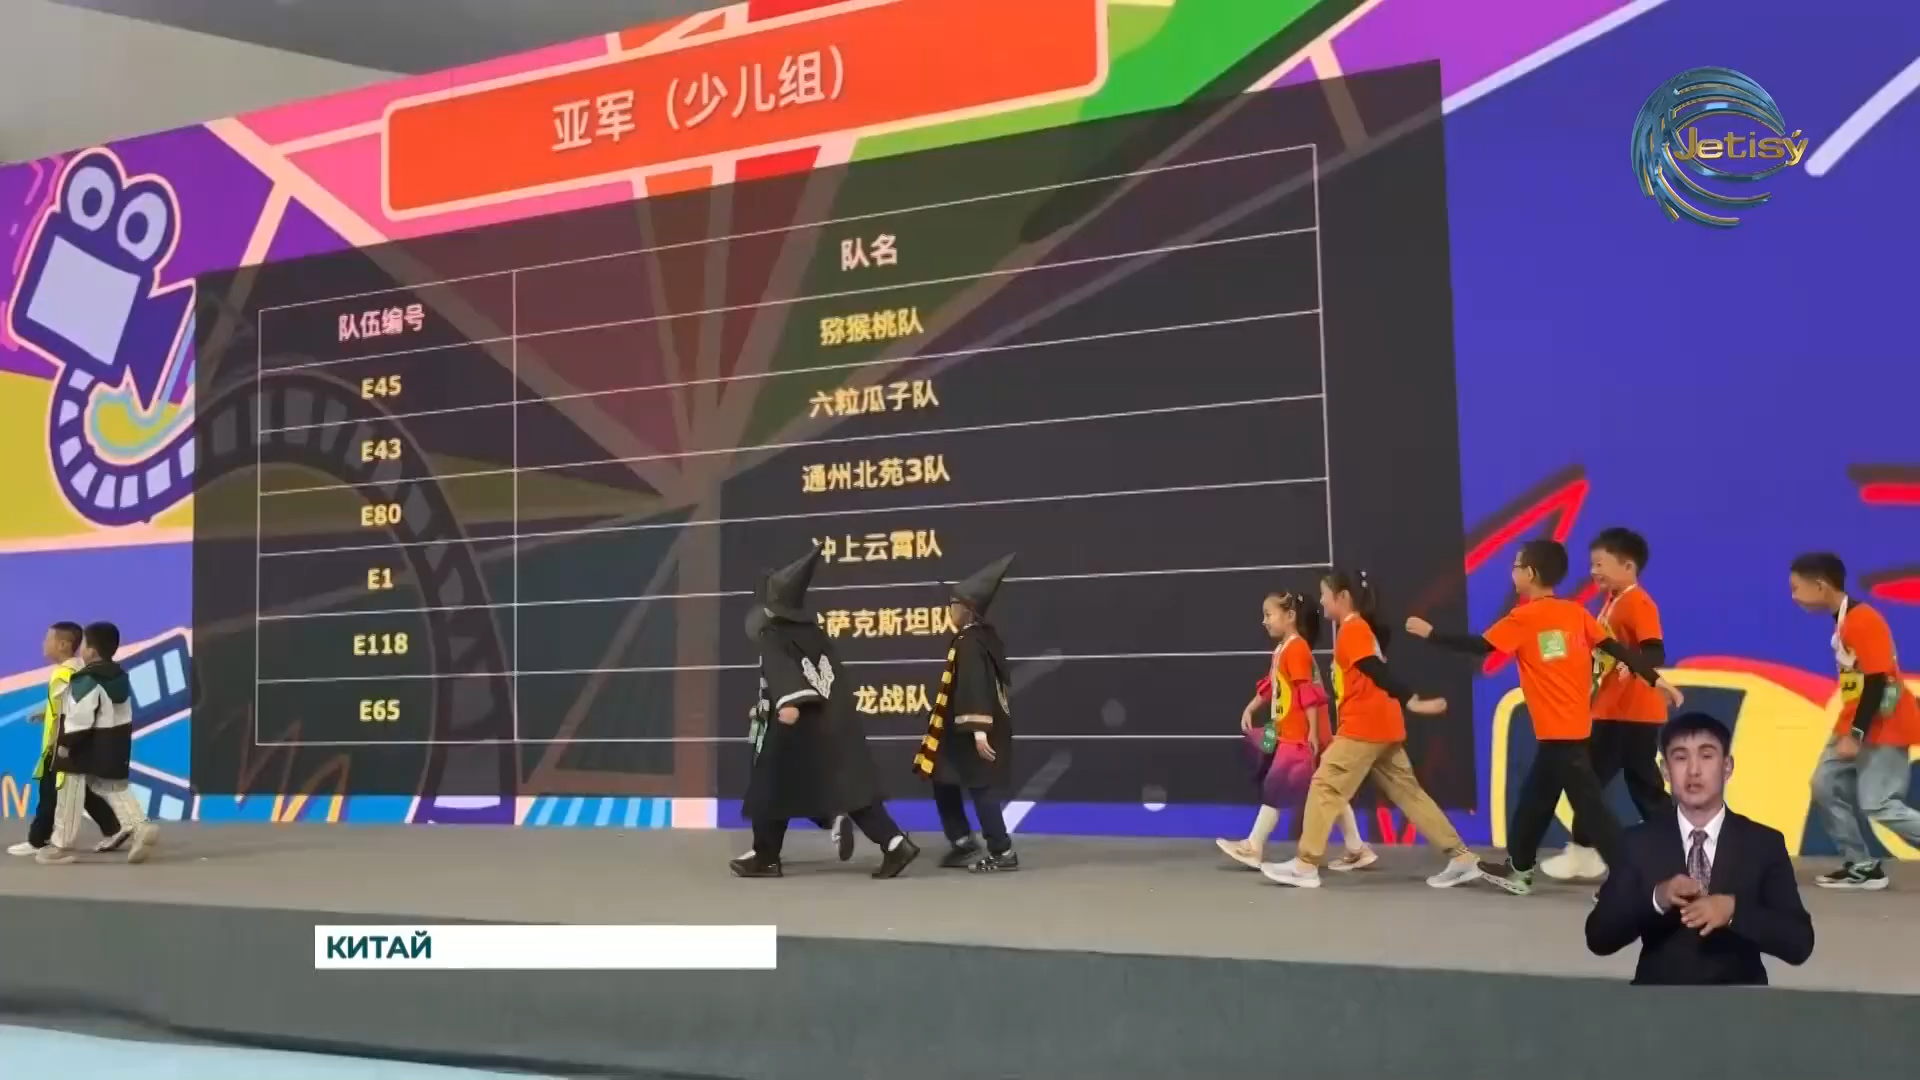 亚军（少儿组）
Jetisý
队伍编号 队名
E45 猕猴桃队
E43 六粒瓜子队
E80 通州北苑3队
E1 冲上云霄队
E118 萨克斯坦队
E65 龙战队
КИТАЙ